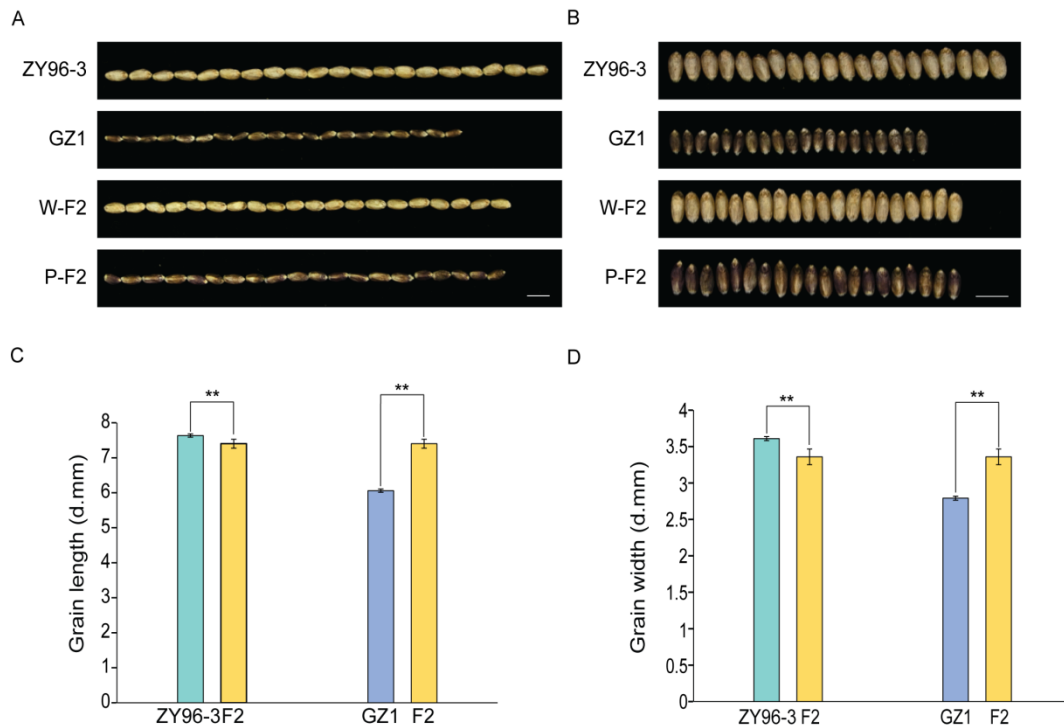 A
B
ZY96-3
GZ1
W-F2
P-F2
ZY96-3
GZ1
W-F2
P-F2
C
D
Grain length (d.mm)
8
7
6
5
4
3
2
1
0
**
**
ZY96-3 F2
GZ1 F2
Grain width (d.mm)
4
3.5
3
2.5
2
1.5
1
0.5
0
**
**
ZY96-3 F2
GZ1 F2